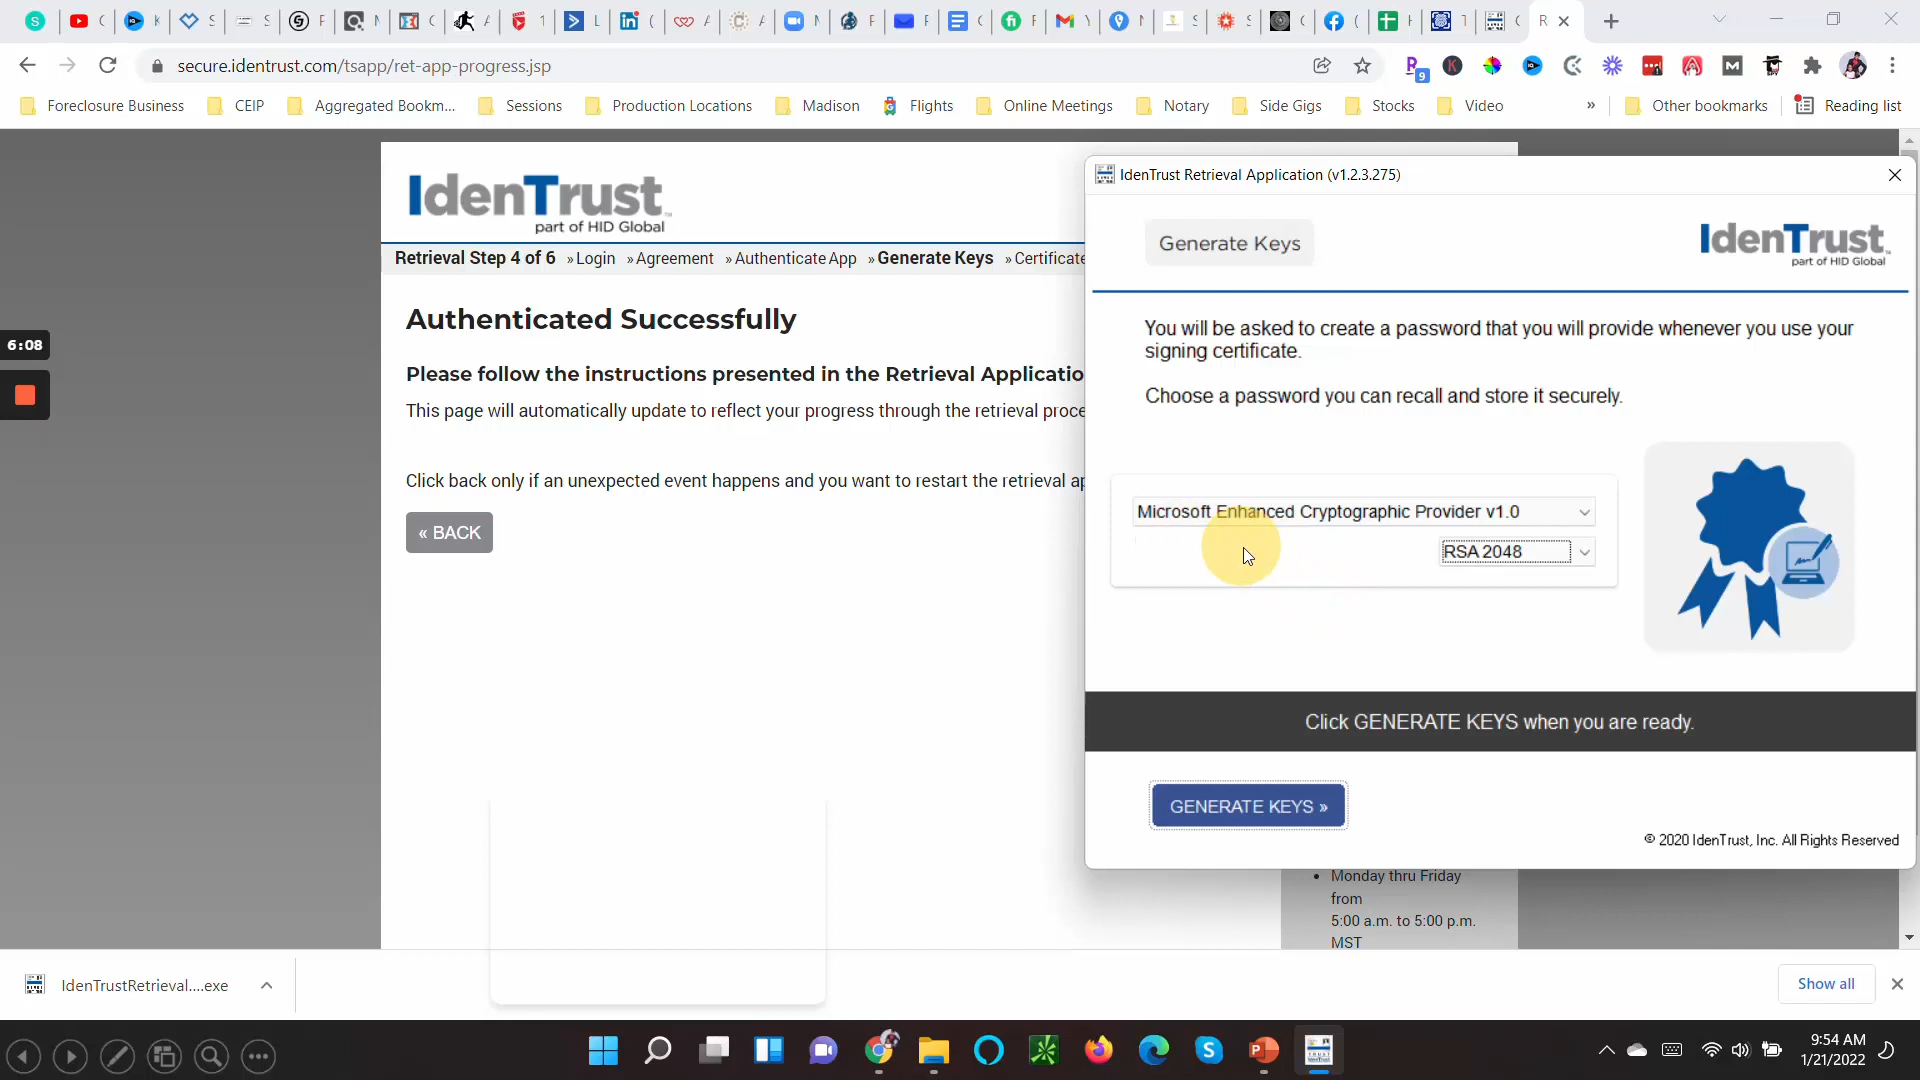 secure.identrust.com/tsapp/ret-app-progress.jsp
9
Foreclosure Business
CEIP
Aggregated Bookm...
Sessions
Production Locations
Madison
Flights
Online Meetings
Notary
Side Gigs
Stocks
Video
»
Other bookmarks
Reading list
IdenTrust
part of HID Global
Retrieval Step 4 of 6 » Login » Agreement » Authenticate App » Generate Keys » Certificate
Authenticated Successfully
Please follow the instructions presented in the Retrieval Applicatio
This page will automatically update to reflect your progress through the retrieval proce
Click back only if an unexpected event happens and you want to restart the retrieval ap
« BACK
6:08
IdenTrust Retrieval Application (v1.2.3.275)
Generate Keys
IdenTrust
part of HID Global
You will be asked to create a password that you will provide whenever you use your
signing certificate.
Choose a password you can recall and store it securely.
Microsoft Enhanced Cryptographic Provider v1.0
RSA 2048
Click GENERATE KEYS when you are ready.
GENERATE KEYS »
© 2020 IdenTrust, Inc. All Rights Reserved
• Monday thru Friday
from
5:00 a.m. to 5:00 p.m.
MST
IdenTrustRetrieval....exe
Show all
9:54 AM
1/21/2022